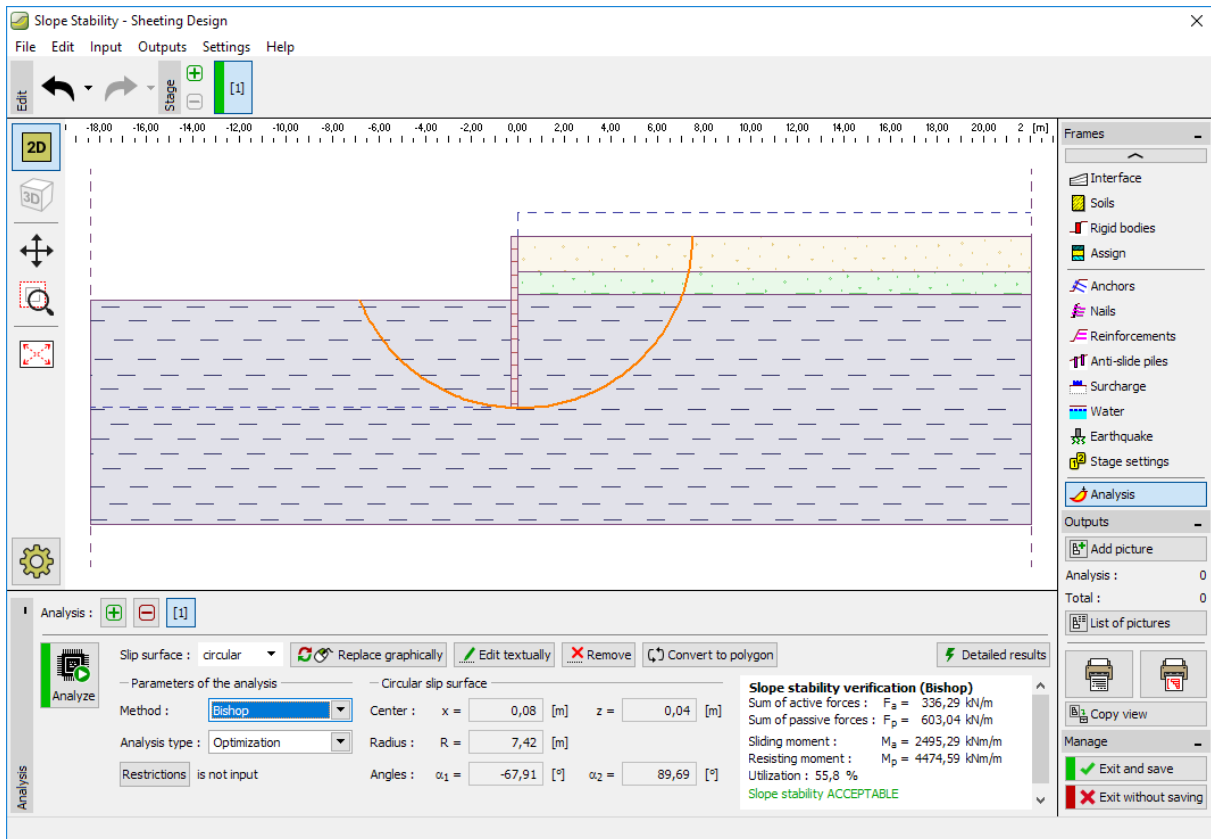 Slope Stability - Sheeting Design
File Edit Input Outputs Settings Help
Edit
Stage
[1]
-18,00 -16,00 -14,00 -12,00 -10,00 -8,00 -6,00 -4,00 -2,00 0,00 2,00 4,00 6,00 8,00 10,00 12,00 14,00 16,00 18,00 20,00 2 [m]
2D
3D
Frames
Interface
Soils
Rigid bodies
Assign
Anchors
Nails
Reinforcements
Anti-slide piles
Surcharge
Water
Earthquake
Stage settings
Analysis
Outputs
Add picture
Analysis : 0
Total : 0
List of pictures
Copy view
Manage
Exit and save
Exit without saving
Analysis
Analysis : [1]
Analyze
Slip surface : circular Replace graphically Edit textually Remove Convert to polygon Detailed results
Parameters of the analysis
Method : Bishop
Analysis type : Optimization
Restrictions is not input
Circular slip surface
Center : x = 0,08 [m] z = 0,04 [m]
Radius : R = 7,42 [m]
Angles : α1 = -67,91 [°] α2 = 89,69 [°]
Slope stability verification (Bishop)
Sum of active forces : Fa = 336,29 kN/m
Sum of passive forces : Fp = 603,04 kN/m
Sliding moment : Ma = 2495,29 kNm/m
Resisting moment : Mp = 4474,59 kNm/m
Utilization : 55,8 %
Slope stability ACCEPTABLE